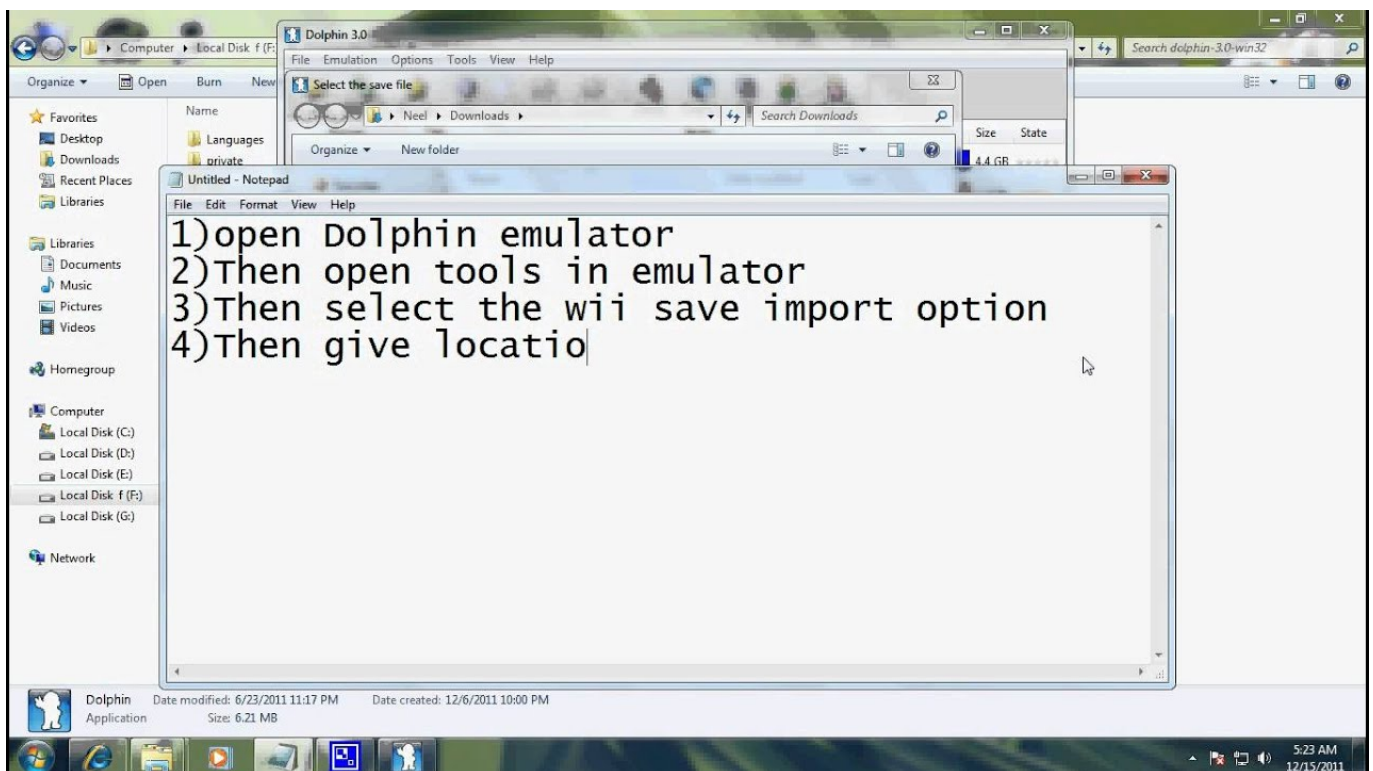 Computer ▸ Local Disk f (F:
Search dolphin-3.0-win32
Organize Open Burn New
Favorites
Desktop
Downloads
Recent Places
Libraries
Libraries
Documents
Music
Pictures
Videos
Homegroup
Computer
Local Disk (C:)
Local Disk (D:)
Local Disk (E:)
Local Disk f (F:)
Local Disk (G:)
Network
Name
Languages
private
Dolphin 3.0
File Emulation Options Tools View Help
Select the save file
Neel ▸ Downloads ▸
Search Downloads
Organize New folder
Size State
4.4 GB
Untitled - Notepad
File Edit Format View Help
1)open Dolphin emulator
2)Then open tools in emulator
3)Then select the wii save import option
4)Then give locatio
Dolphin Date modified: 6/23/2011 11:17 PM Date created: 12/6/2011 10:00 PM
Application Size: 6.21 MB
5:23 AM
12/15/2011